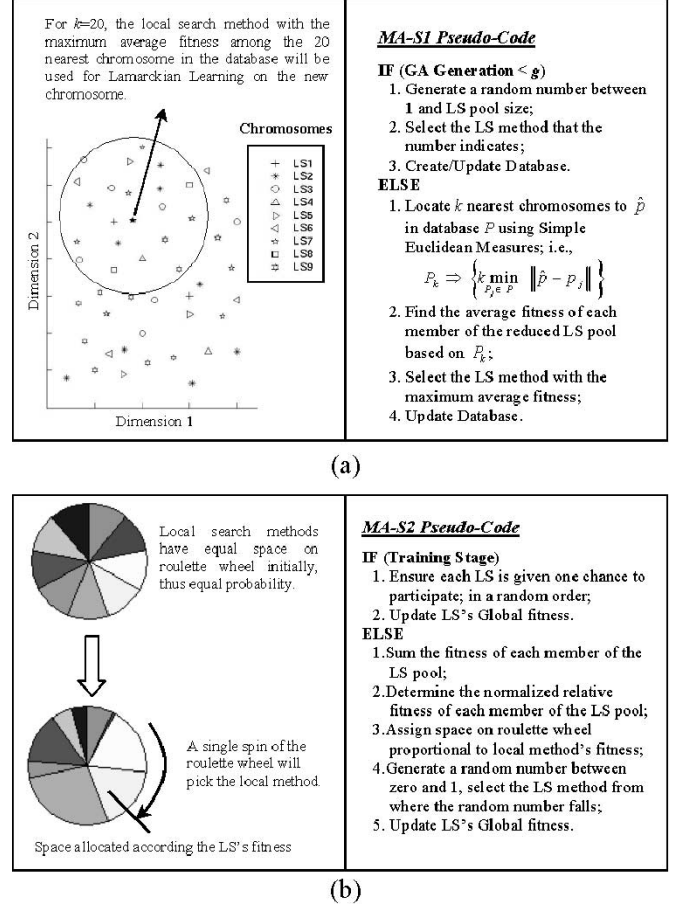 For k=20, the local search method with the
maximum average fitness among the 20
nearest chromosome in the database will be
used for Lamarckian Learning on the new
chromosome.
Chromosomes
LS1
LS2
LS3
LS4
LS5
LS6
LS7
LS8
LS9
Dimension 2
Dimension 1
MA-S1 Pseudo-Code
IF (GA Generation < g)
1. Generate a random number between
1 and LS pool size;
2. Select the LS method that the
number indicates;
3. Create/Update Database.
ELSE
1. Locate k nearest chromosomes to p̂
in database P using Simple
Euclidean Measures; i.e.,
P_k ⇒ {k min_{P_j ∈ P} ‖p̂ − p_j‖}
2. Find the average fitness of each
member of the reduced LS pool
based on P_k;
3. Select the LS method with the
maximum average fitness;
4. Update Database.
(a)
Local search methods
have equal space on
roulette wheel initially,
thus equal probability.
A single spin of the
roulette wheel will
pick the local method.
Space allocated according the LS's fitness
MA-S2 Pseudo-Code
IF (Training Stage)
1. Ensure each LS is given one chance to
participate; in a random order;
2. Update LS's Global fitness.
ELSE
1.Sum the fitness of each member of the
LS pool;
2.Determine the normalized relative
fitness of each member of the LS pool;
3.Assign space on roulette wheel
proportional to local method's fitness;
4.Generate a random number between
zero and 1, select the LS method from
where the random number falls;
5. Update LS's Global fitness.
(b)